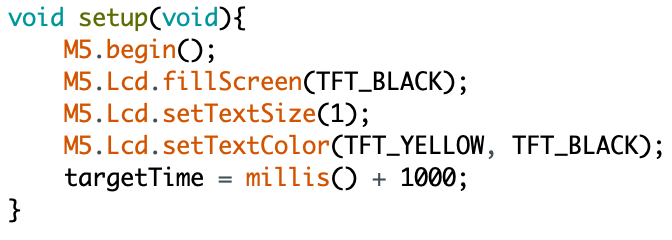 void setup(void){
    M5.begin();
    M5.Lcd.fillScreen(TFT_BLACK);
    M5.Lcd.setTextSize(1);
    M5.Lcd.setTextColor(TFT_YELLOW, TFT_BLACK);
    targetTime = millis() + 1000;
}